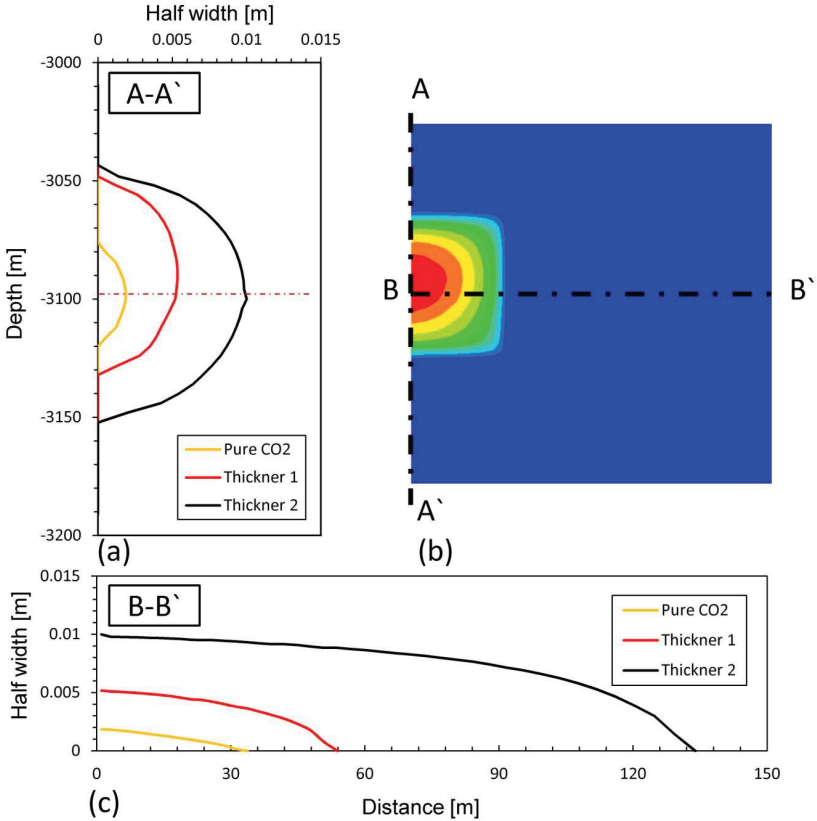 Half width [m]
0 0.005 0.01 0.015
-3000
A-A`
-3050
-3100
-3150
-3200
Depth [m]
Pure CO2
Thickner 1
Thickner 2
(a)
A
B B`
A`
(b)
0.015
0.01
0.005
0
Half width [m]
B-B`
Pure CO2
Thickner 1
Thickner 2
0 30 60 90 120 150
(c)
Distance [m]